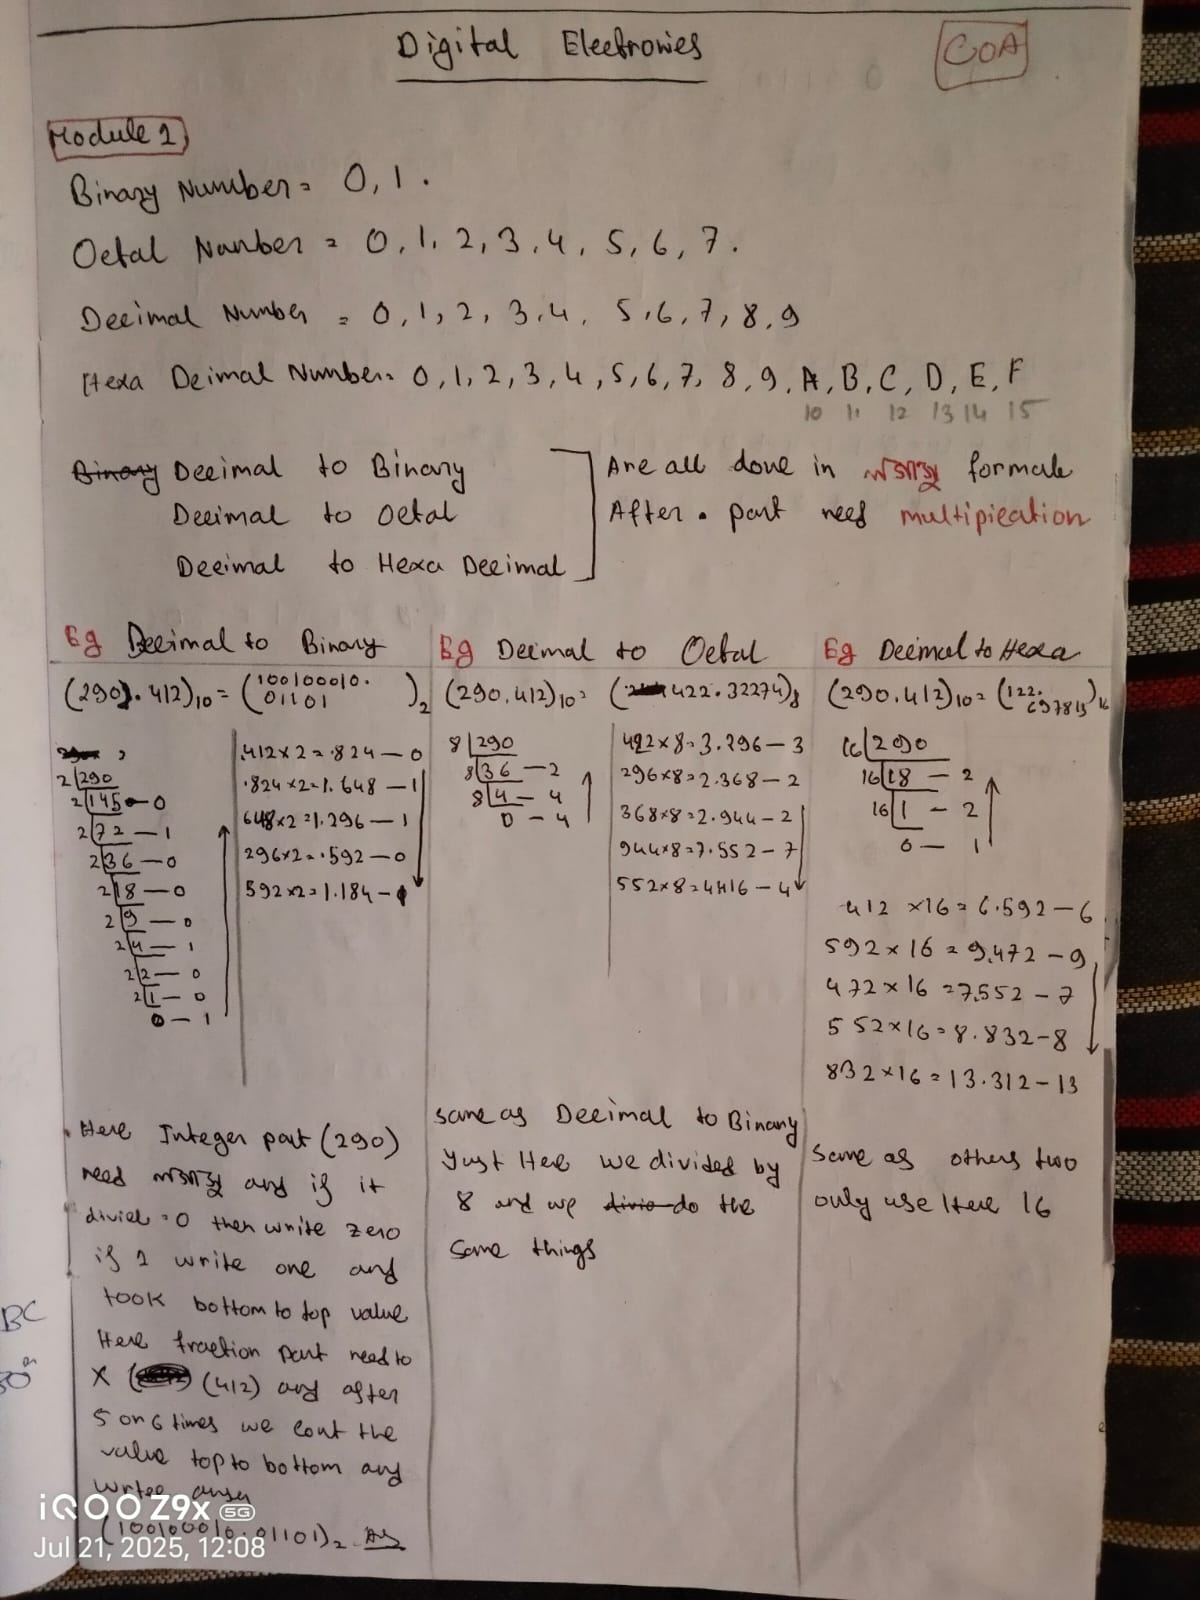 Digital Electronics
COA
Module 1
Binary Number = 0, 1.
Octal Number = 0, 1, 2, 3, 4, 5, 6, 7.
Decimal Number = 0, 1, 2, 3, 4, 5, 6, 7, 8, 9
Hexa Deimal Number = 0, 1, 2, 3, 4, 5, 6, 7, 8, 9, A, B, C, D, E, F
10 11 12 13 14 15
Binary Decimal to Binary
Decimal to Octal
Decimal to Hexa Decimal
Are all done in formate
After . part need multipication
Eg Decimal to Binary
(290). 412)10 = (100100010.
01101 )2
2|290
2|145 - 0
2|72 - 1
2|36 - 0
2|18 - 0
2|9 - 0
2|4 - 1
2|2 - 0
2|1 - 0
0 - 1
.412 x 2 = .824 - 0
.824 x 2 = 1.648 - 1
648 x 2 = 1.296 - 1
296 x 2 = .592 - 0
592 x 2 = 1.184 - 1
Here Integer part (290)
need and if it
divid = 0 then write zero
if 1 write one and
took bottom to top value
Here fraction part need to
x (412) and after
5 or 6 times we cout the
value top to bottom and
(100100010.01101)2 Ans
Eg Deimal to Octal
(290.412)10 = ( 422.32274)8
8|290
8|36 - 2
8|4 - 4
0 - 4
412 x 8 = 3.296 - 3
296 x 8 = 2.368 - 2
368 x 8 = 2.944 - 2
944 x 8 = 7.552 - 7
552 x 8 = 4.416 - 4
same as Decimal to Binary
Just Here we divided by
8 and we divid do the
same things
Eg Deimal to Hexa
(290.412)10 = (122.
697813)16
16|290
16|18 - 2
16|1 - 2
0 - 1
.412 x 16 = 6.592 - 6
592 x 16 = 9.472 - 9
472 x 16 = 7.552 - 7
552 x 16 = 8.832 - 8
832 x 16 = 13.312 - 13
Same as others two
only use Here 16
BC
iQOO Z9x 5G
Jul 21, 2025, 12:08